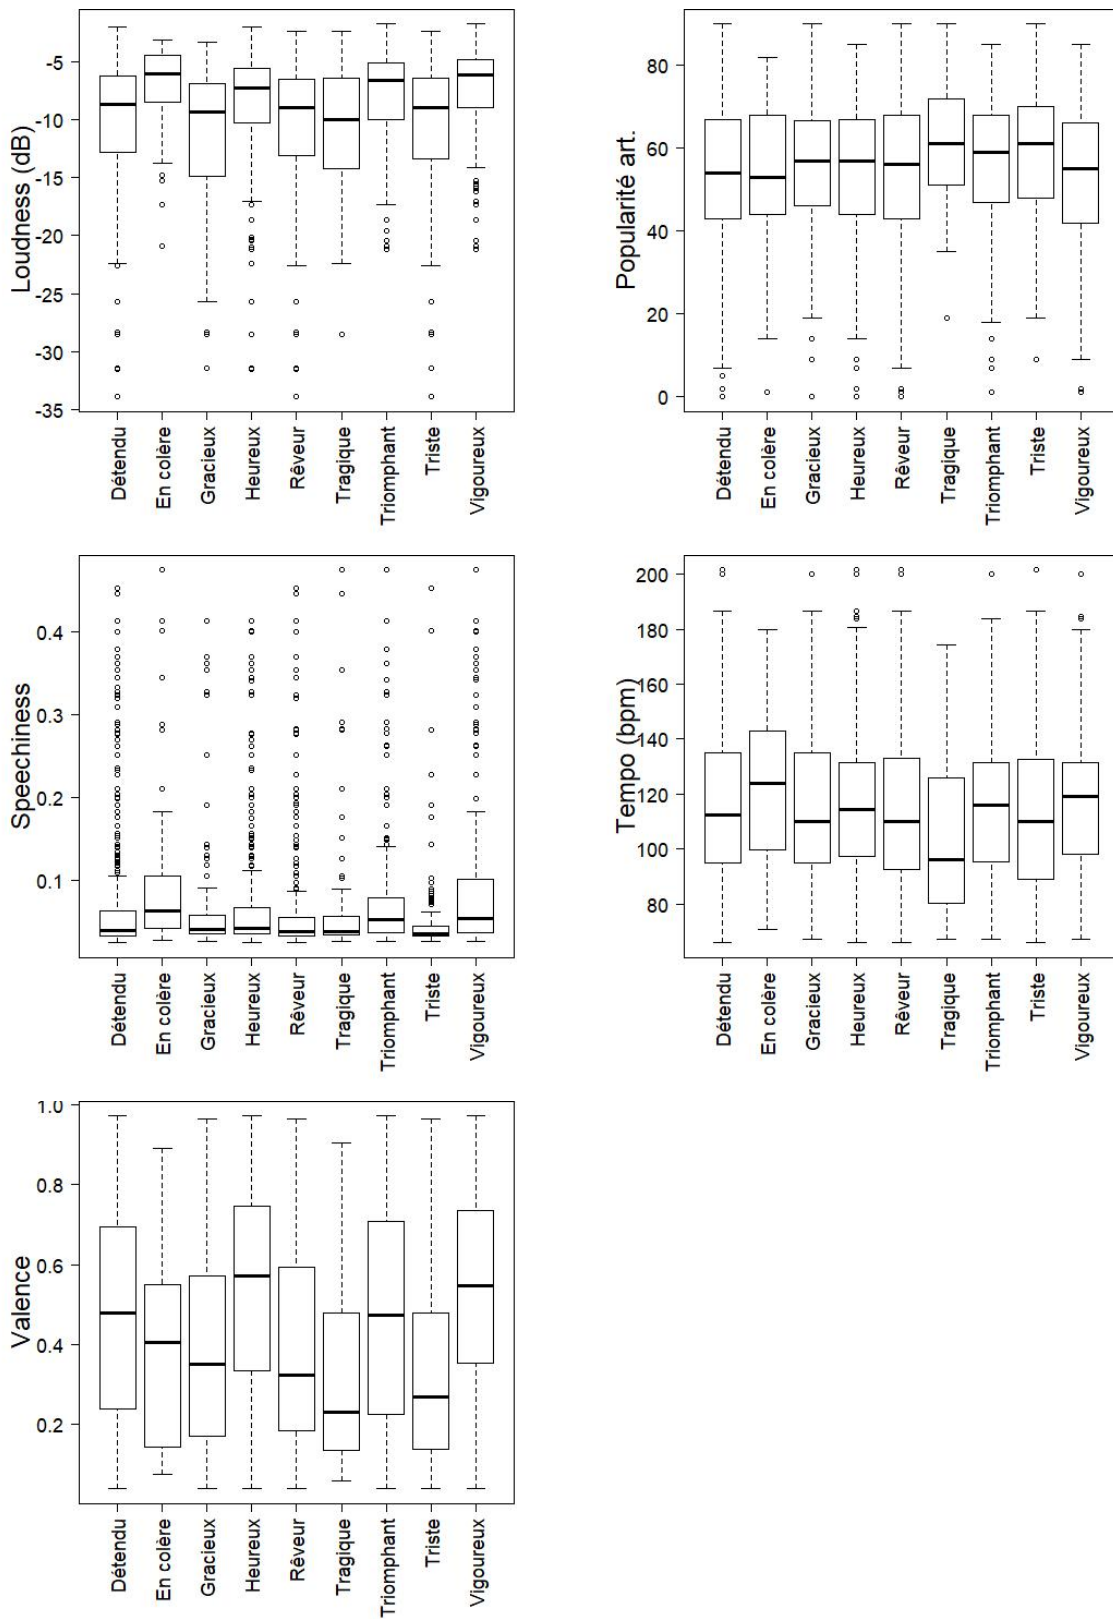 Loudness (dB)
-5
-10
-15
-20
-25
-30
-35
Détendu
En colère
Gracieux
Heureux
Rêveur
Tragique
Triomphant
Triste
Vigoureux
Popularité art.
80
60
40
20
0
Détendu
En colère
Gracieux
Heureux
Rêveur
Tragique
Triomphant
Triste
Vigoureux
Speechiness
0.4
0.3
0.2
0.1
Détendu
En colère
Gracieux
Heureux
Rêveur
Tragique
Triomphant
Triste
Vigoureux
Tempo (bpm)
200
180
160
140
120
100
80
Détendu
En colère
Gracieux
Heureux
Rêveur
Tragique
Triomphant
Triste
Vigoureux
Valence
1.0
0.8
0.6
0.4
0.2
Détendu
En colère
Gracieux
Heureux
Rêveur
Tragique
Triomphant
Triste
Vigoureux